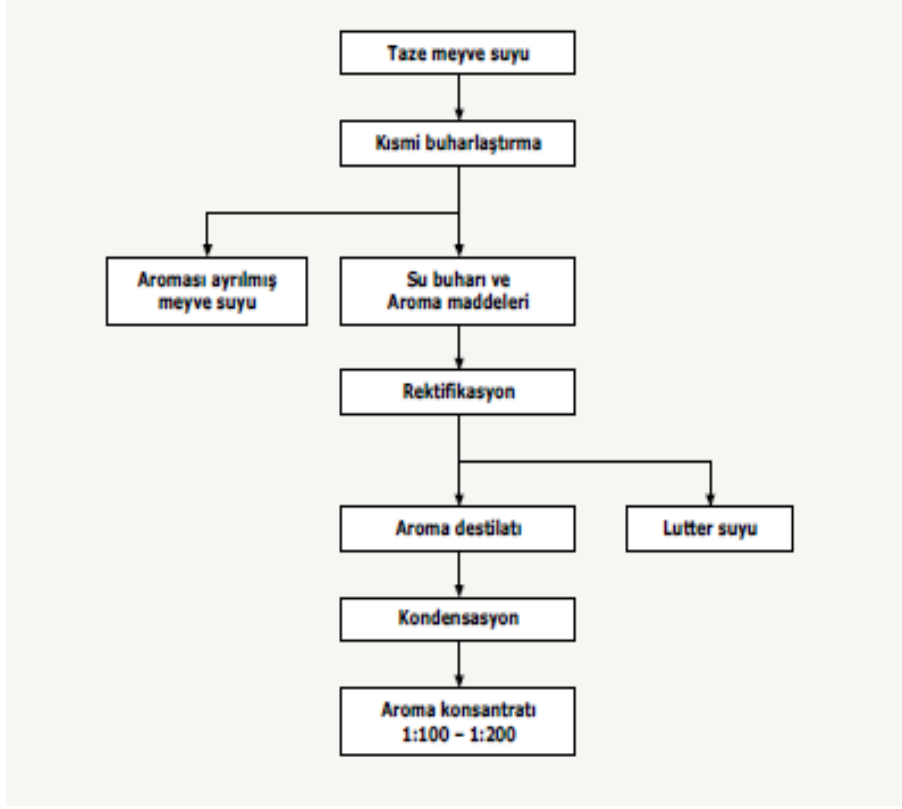 Taze meyve suyu
Kısmi buharlaştırma
Aroması ayrılmış
meyve suyu
Su buharı ve
Aroma maddeleri
Rektifikasyon
Aroma destilatı
Lutter suyu
Kondensasyon
Aroma konsantratı
1:100 – 1:200